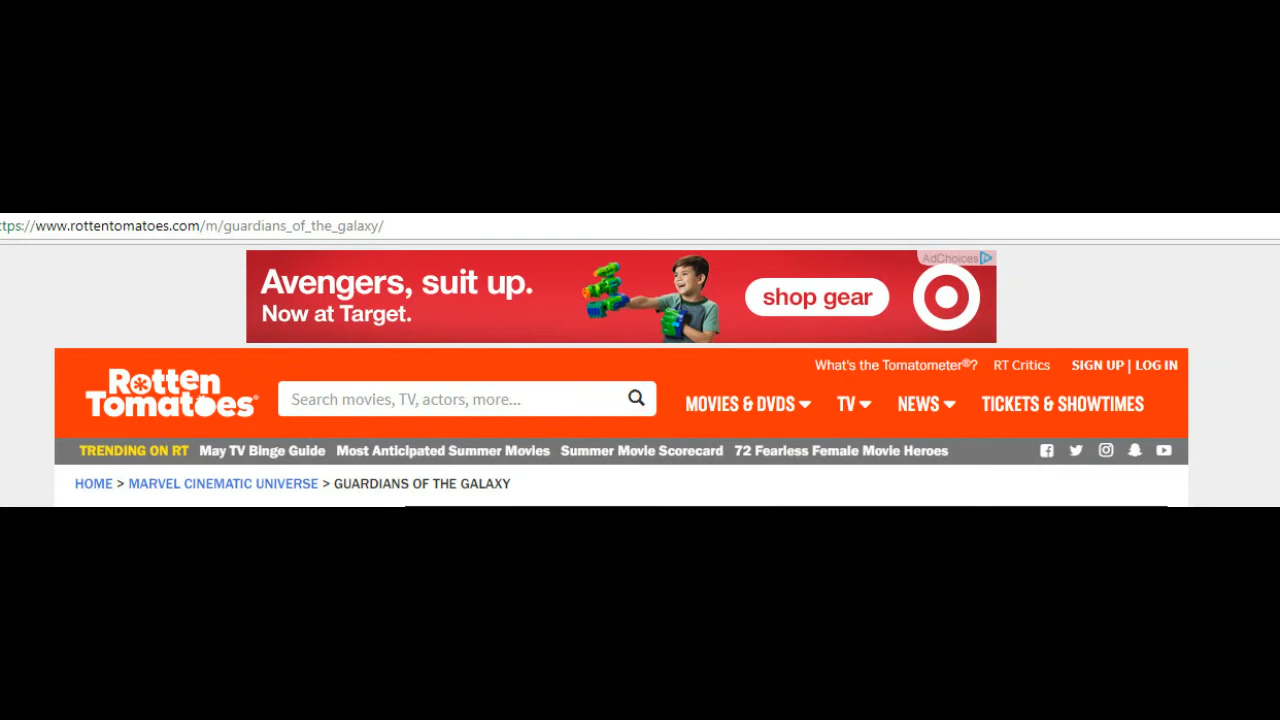 ttps://www.rottentomatoes.com/m/guardians_of_the_galaxy/
AdChoices
Avengers, suit up.
Now at Target.
shop gear
What's the Tomatometer®? RT Critics SIGN UP | LOG IN
Rotten
Tomatoes®
Search movies, TV, actors, more...
MOVIES & DVDS TV NEWS TICKETS & SHOWTIMES
TRENDING ON RT May TV Binge Guide Most Anticipated Summer Movies Summer Movie Scorecard 72 Fearless Female Movie Heroes
HOME > MARVEL CINEMATIC UNIVERSE > GUARDIANS OF THE GALAXY